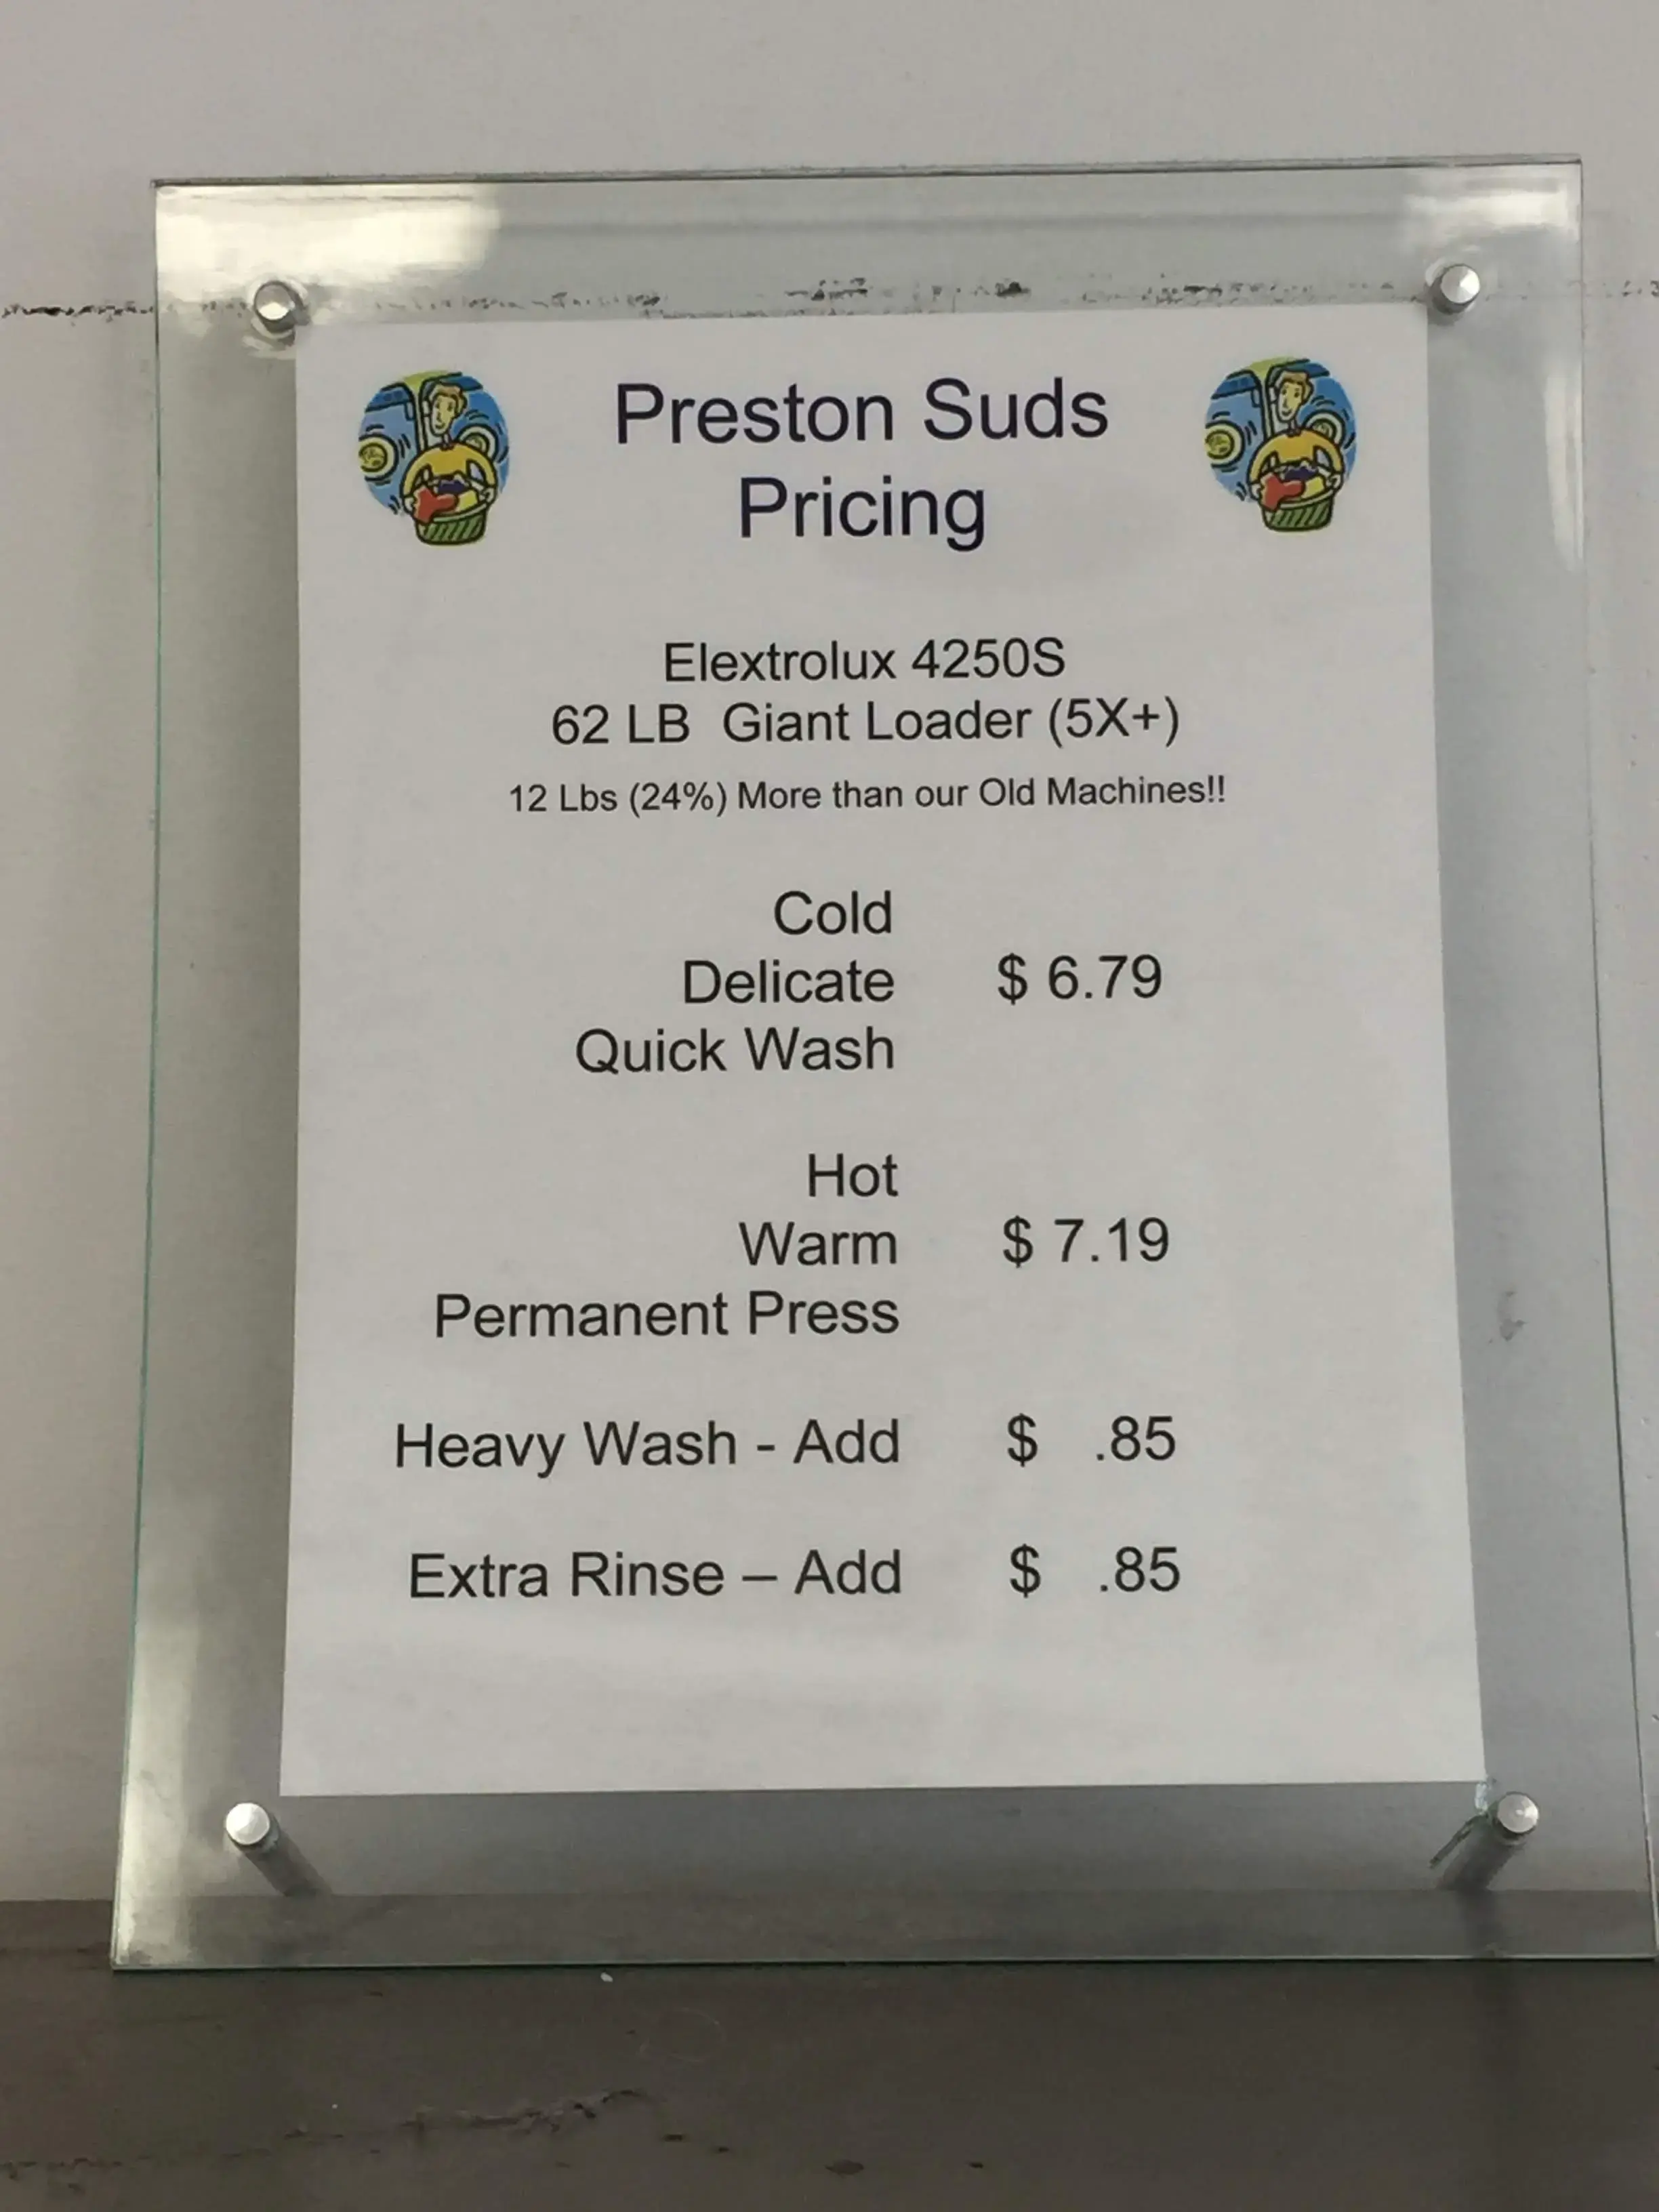 Preston Suds
Pricing
Elextrolux 4250S
62 LB Giant Loader (5X+)
12 Lbs (24%) More than our Old Machines!!
Cold
Delicate $ 6.79
Quick Wash
Hot
Warm $ 7.19
Permanent Press
Heavy Wash - Add $ .85
Extra Rinse – Add $ .85